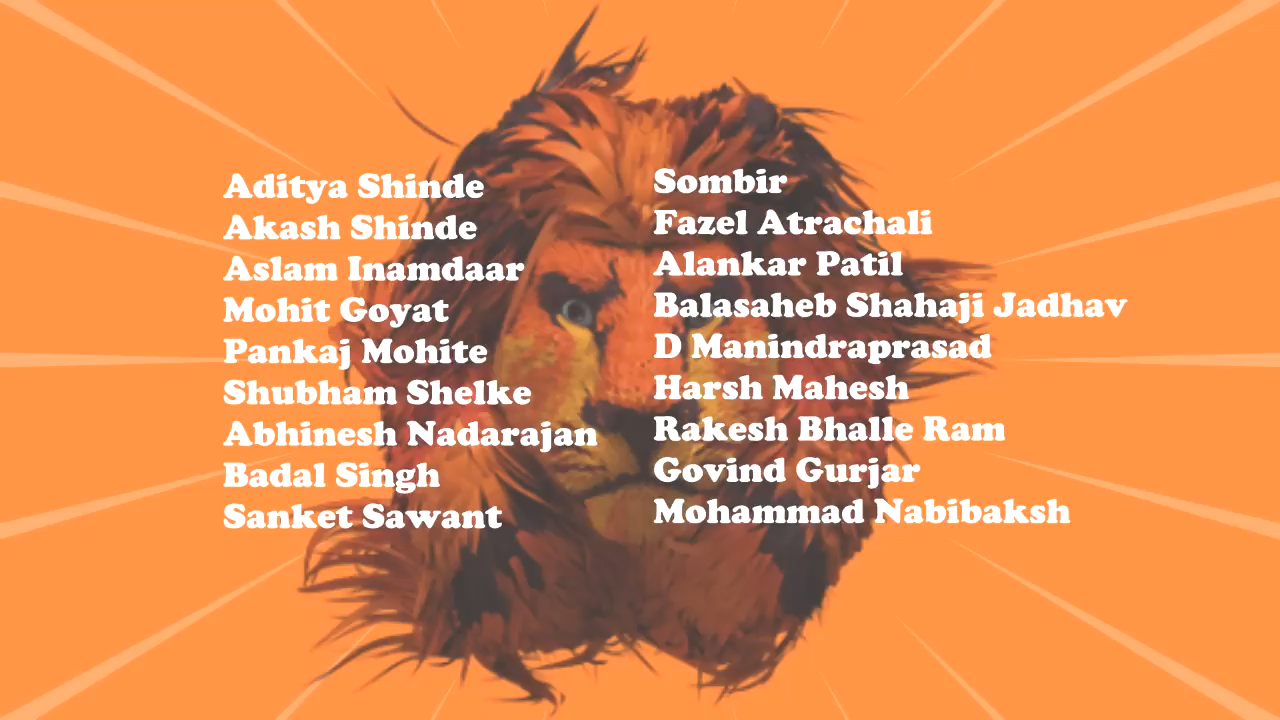 Aditya Shinde
Akash Shinde
Aslam Inamdaar
Mohit Goyat
Pankaj Mohite
Shubham Shelke
Abhinesh Nadarajan
Badal Singh
Sanket Sawant
Sombir
Fazel Atrachali
Alankar Patil
Balasaheb Shahaji Jadhav
D Manindraprasad
Harsh Mahesh
Rakesh Bhalle Ram
Govind Gurjar
Mohammad Nabibaksh